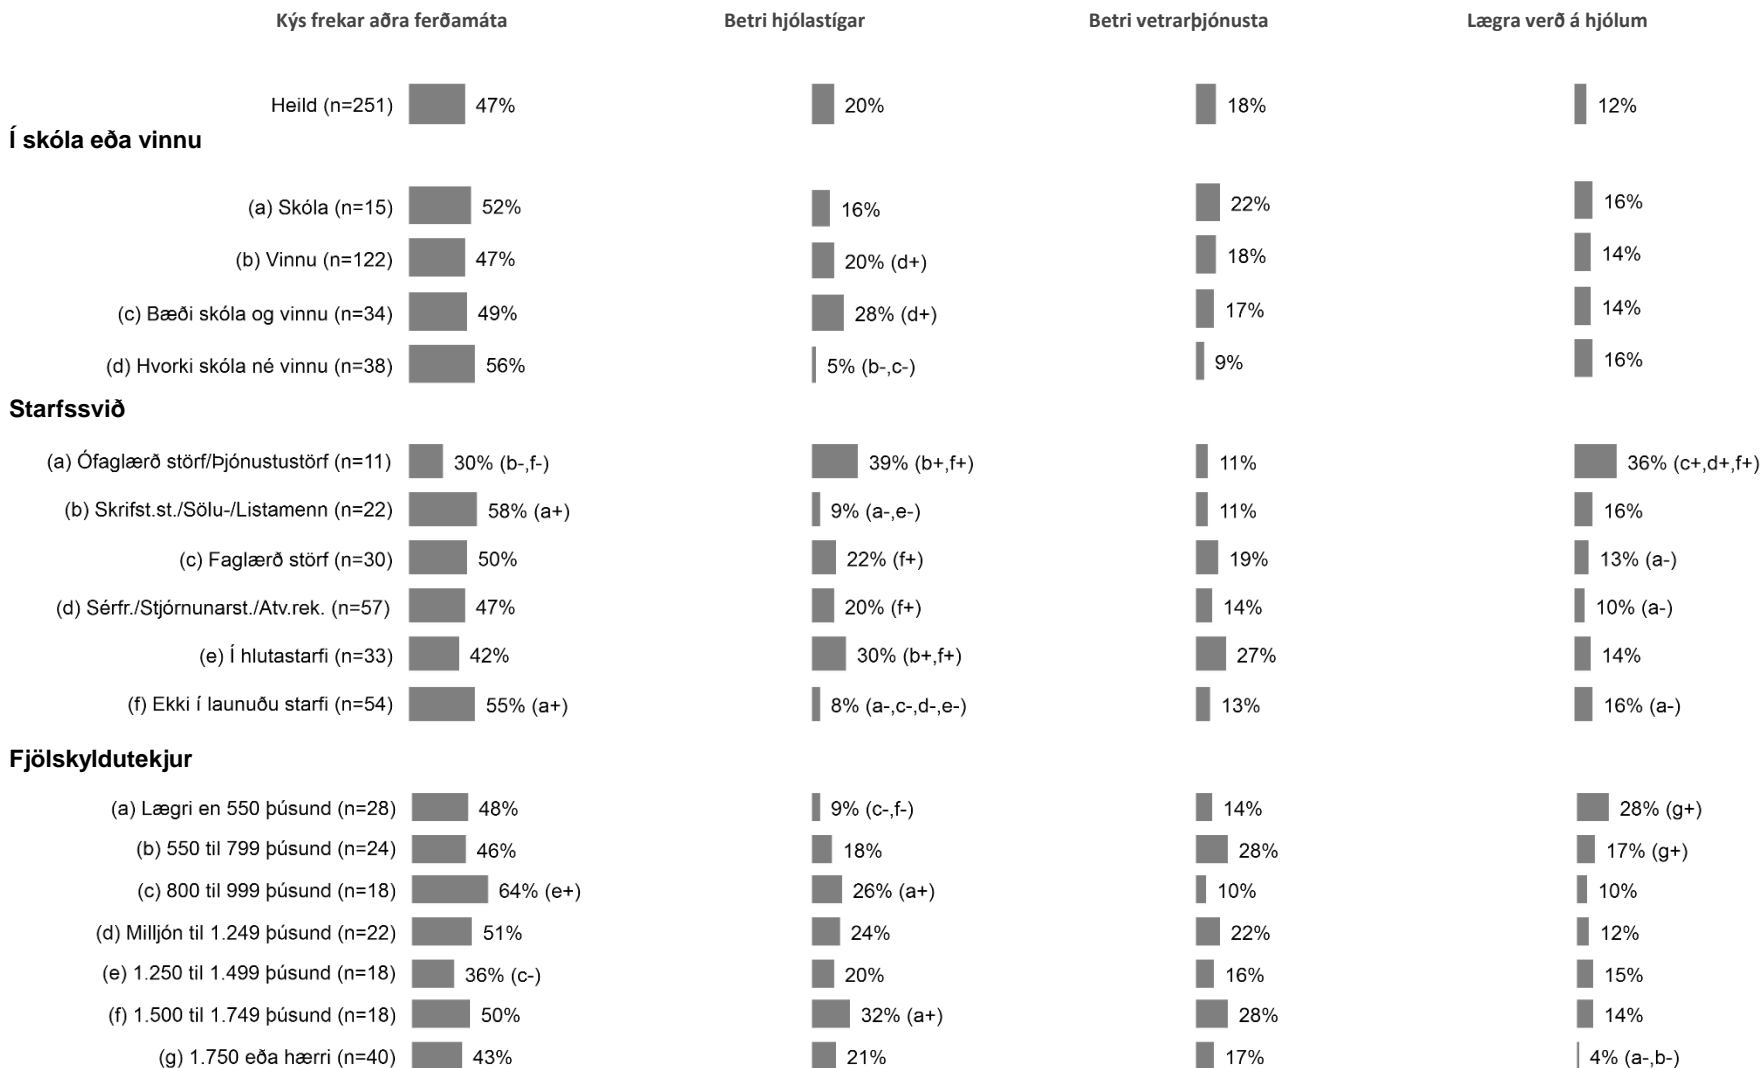 Kýs frekar aðra ferðamáta Betri hjólastígar Betri vetrarþjónusta Lægra verð á hjólum
Heild (n=251) 47% 20% 18% 12%
Í skóla eða vinnu
(a) Skóla (n=15) 52% 16% 22% 16%
(b) Vinnu (n=122) 47% 20% (d+) 18% 14%
(c) Bæði skóla og vinnu (n=34) 49% 28% (d+) 17% 14%
(d) Hvorki skóla né vinnu (n=38) 56% 5% (b-,c-) 9% 16%
Starfssvið
(a) Ófaglærð störf/Þjónustustörf (n=11) 30% (b-,f-) 39% (b+,f+) 11% 36% (c+,d+,f+)
(b) Skrifst.st./Sölu-/Listamenn (n=22) 58% (a+) 9% (a-,e-) 11% 16%
(c) Faglærð störf (n=30) 50% 22% (f+) 19% 13% (a-)
(d) Sérfr./Stjórnunarst./Atv.rek. (n=57) 47% 20% (f+) 14% 10% (a-)
(e) Í hlutastarfi (n=33) 42% 30% (b+,f+) 27% 14%
(f) Ekki í launuðu starfi (n=54) 55% (a+) 8% (a-,c-,d-,e-) 13% 16% (a-)
Fjölskyldutekjur
(a) Lægri en 550 þúsund (n=28) 48% 9% (c-,f-) 14% 28% (g+)
(b) 550 til 799 þúsund (n=24) 46% 18% 28% 17% (g+)
(c) 800 til 999 þúsund (n=18) 64% (e+) 26% (a+) 10% 10%
(d) Milljón til 1.249 þúsund (n=22) 51% 24% 22% 12%
(e) 1.250 til 1.499 þúsund (n=18) 36% (c-) 20% 16% 15%
(f) 1.500 til 1.749 þúsund (n=18) 50% 32% (a+) 28% 14%
(g) 1.750 eða hærri (n=40) 43% 21% 17% 4% (a-,b-)